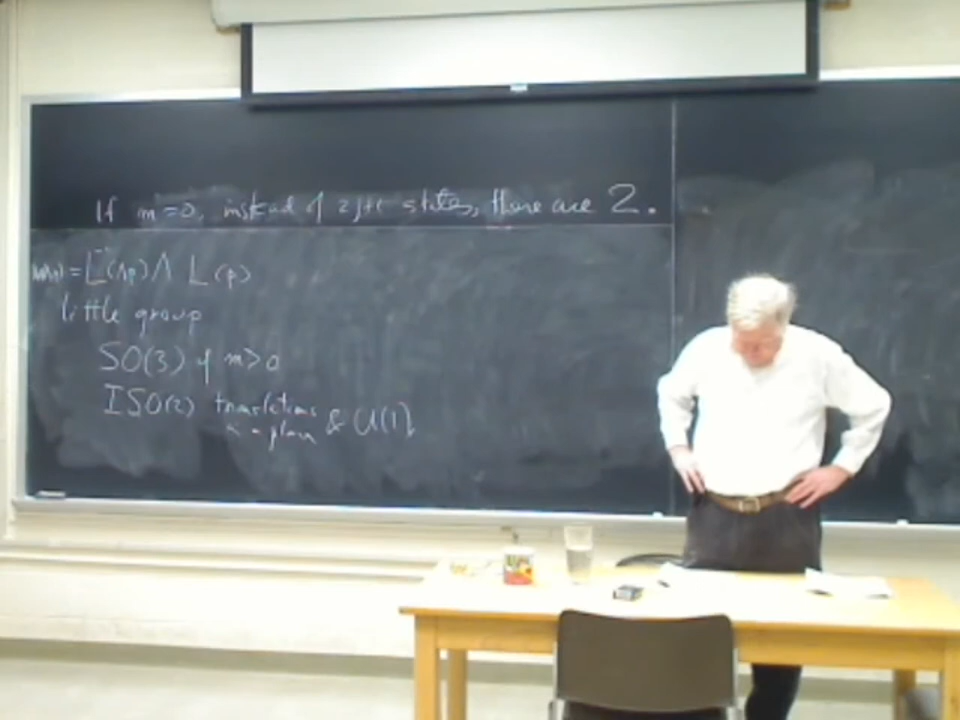 If m=0, instead of 2j+1 states, there are 2.
W(Λ,p) = L⁻¹(Λp) Λ L(p)
little group
SO(3) if m>0
ISO(2) translations
in a plane & U(1)